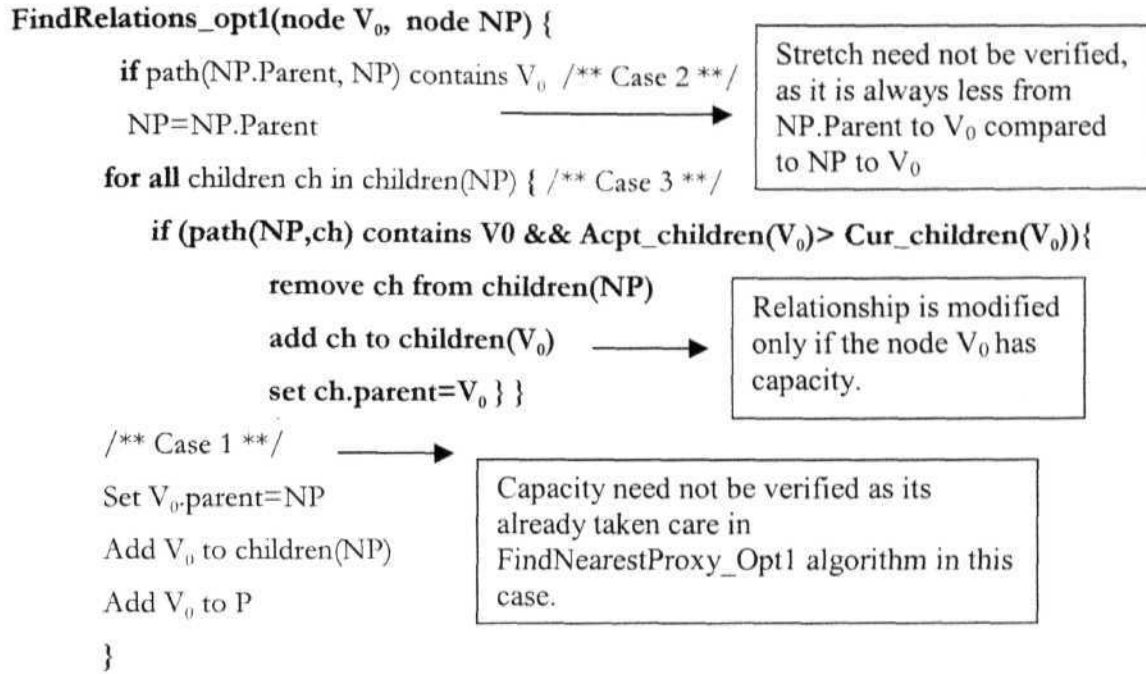 FindRelations_opt1(node V₀, node NP) {
if path(NP.Parent, NP) contains V₀ /** Case 2 **/
NP=NP.Parent
Stretch need not be verified,
as it is always less from
NP.Parent to V₀ compared
to NP to V₀
for all children ch in children(NP) { /** Case 3 **/
if (path(NP,ch) contains V0 && Acpt_children(V₀)> Cur_children(V₀)){
remove ch from children(NP)
add ch to children(V₀)
set ch.parent=V₀ } }
Relationship is modified
only if the node V₀ has
capacity.
/** Case 1 **/
Set V₀.parent=NP
Add V₀ to children(NP)
Add V₀ to P
}
Capacity need not be verified as its
already taken care in
FindNearestProxy_Opt1 algorithm in this
case.